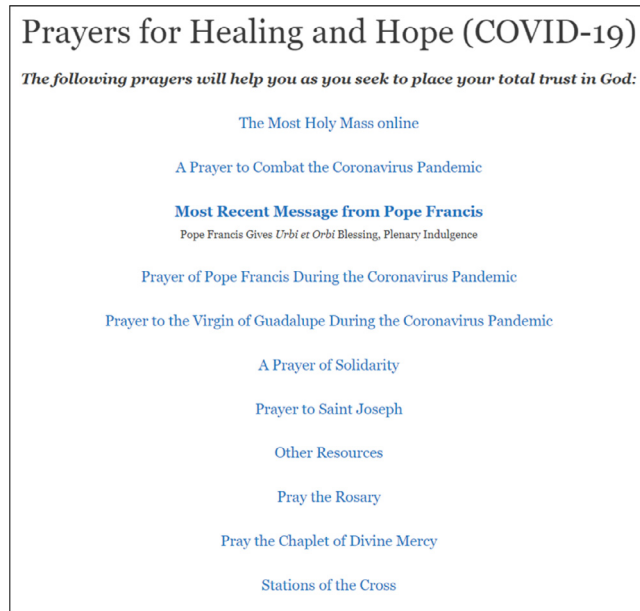 Prayers for Healing and Hope (COVID-19)
The following prayers will help you as you seek to place your total trust in God:
The Most Holy Mass online
A Prayer to Combat the Coronavirus Pandemic
Most Recent Message from Pope Francis
Pope Francis Gives Urbi et Orbi Blessing, Plenary Indulgence
Prayer of Pope Francis During the Coronavirus Pandemic
Prayer to the Virgin of Guadalupe During the Coronavirus Pandemic
A Prayer of Solidarity
Prayer to Saint Joseph
Other Resources
Pray the Rosary
Pray the Chaplet of Divine Mercy
Stations of the Cross